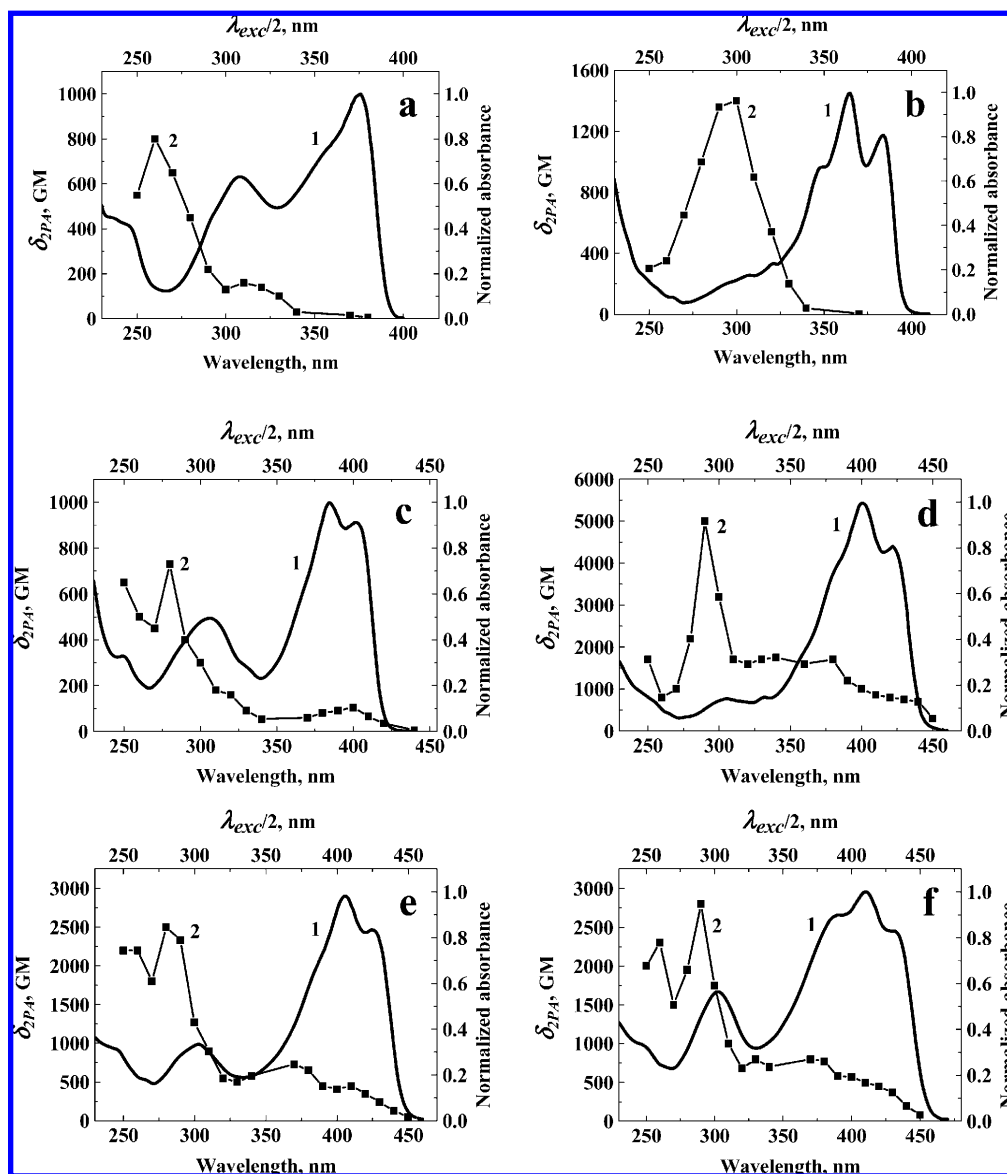 λexc/2, nm
250 300 350 400
a
1000 800 600 400 200 0
δ2PA, GM
2
1
1.0 0.8 0.6 0.4 0.2 0.0
Normalized absorbance
250 300 350 400
Wavelength, nm
λexc/2, nm
250 300 350 400
b
1600 1200 800 400 0
δ2PA, GM
2
1
1.0 0.8 0.6 0.4 0.2 0.0
Normalized absorbance
250 300 350 400
Wavelength, nm
λexc/2, nm
250 300 350 400 450
c
1000 800 600 400 200 0
δ2PA, GM
2
1
1.0 0.8 0.6 0.4 0.2 0.0
Normalized absorbance
250 300 350 400 450
Wavelength, nm
λexc/2, nm
250 300 350 400 450
d
6000 5000 4000 3000 2000 1000 0
δ2PA, GM
2
1
1.0 0.8 0.6 0.4 0.2 0.0
Normalized absorbance
250 300 350 400 450
Wavelength, nm
λexc/2, nm
250 300 350 400 450
e
3000 2500 2000 1500 1000 500 0
δ2PA, GM
2
1
1.0 0.8 0.6 0.4 0.2 0.0
Normalized absorbance
250 300 350 400 450
Wavelength, nm
λexc/2, nm
250 300 350 400 450
f
3000 2500 2000 1500 1000 500 0
δ2PA, GM
2
1
1.0 0.8 0.6 0.4 0.2 0.0
Normalized absorbance
250 300 350 400 450
Wavelength, nm